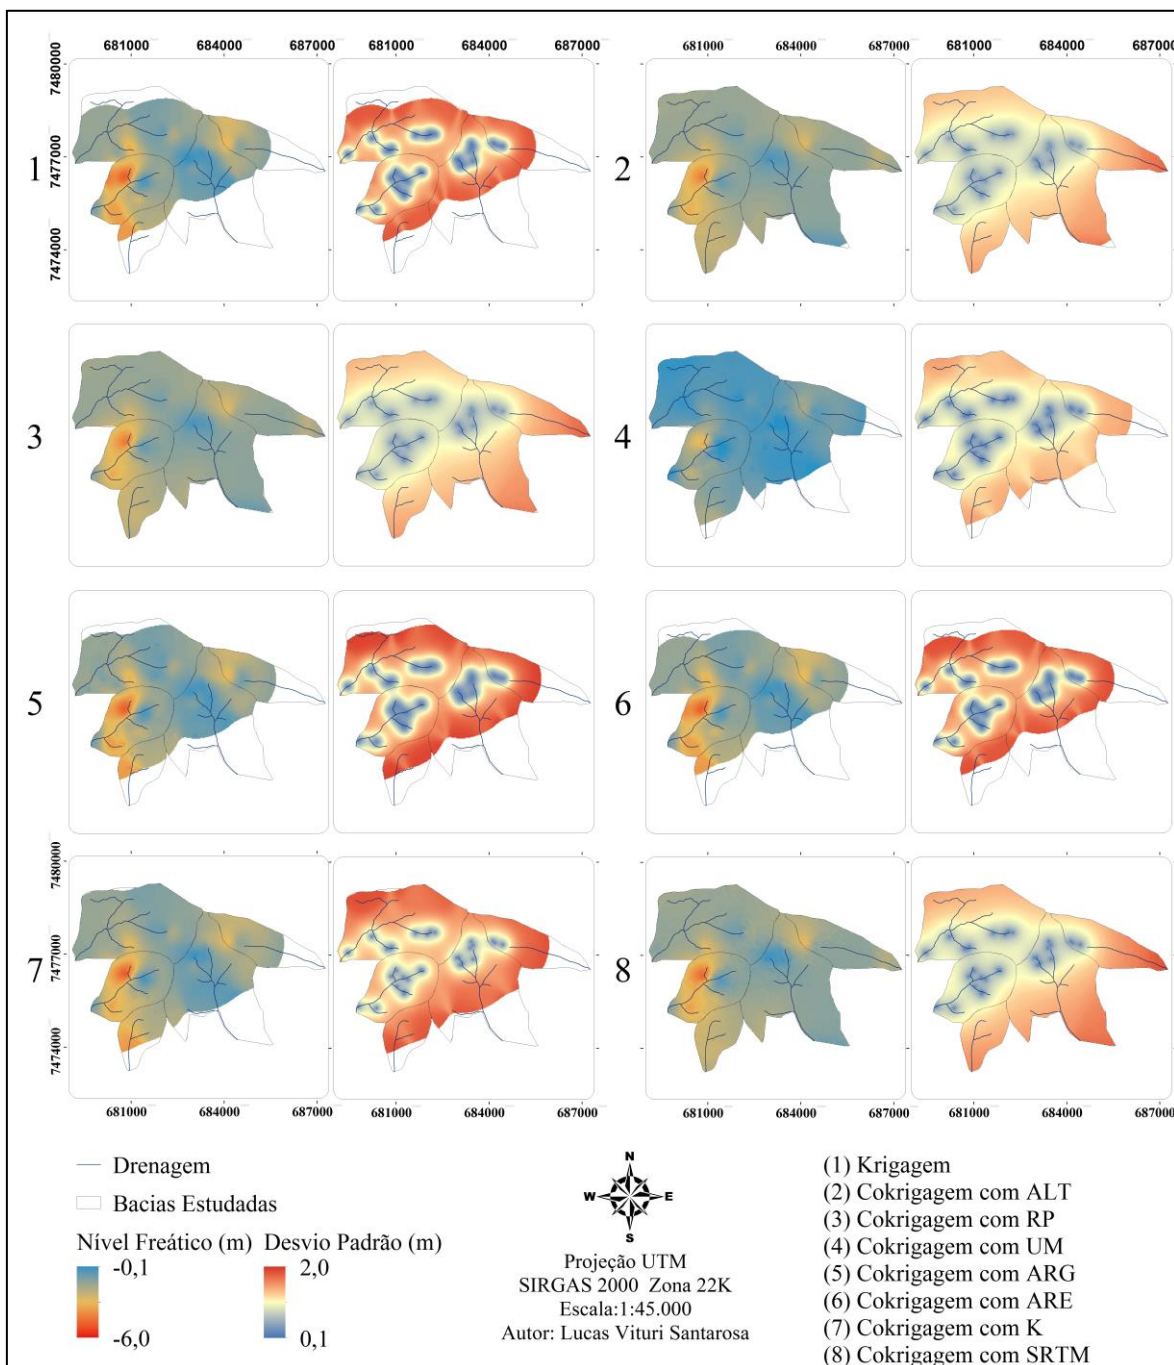 681000 684000 687000 681000 684000 687000 681000 684000 687000 681000 684000 687000
7480000
7477000
7474000
1
2
3
4
5
6
7480000
7477000
7474000
7
8
681000 684000 687000 681000 684000 687000 681000 684000 687000 681000 684000 687000
Drenagem
Bacias Estudadas
Nível Freático (m) Desvio Padrão (m)
-0,1 2,0
-6,0 0,1
N
W E
S
Projeção UTM
SIRGAS 2000 Zona 22K
Escala:1:45.000
Autor: Lucas Vituri Santarosa
(1) Krigagem
(2) Cokrigagem com ALT
(3) Cokrigagem com RP
(4) Cokrigagem com UM
(5) Cokrigagem com ARG
(6) Cokrigagem com ARE
(7) Cokrigagem com K
(8) Cokrigagem com SRTM